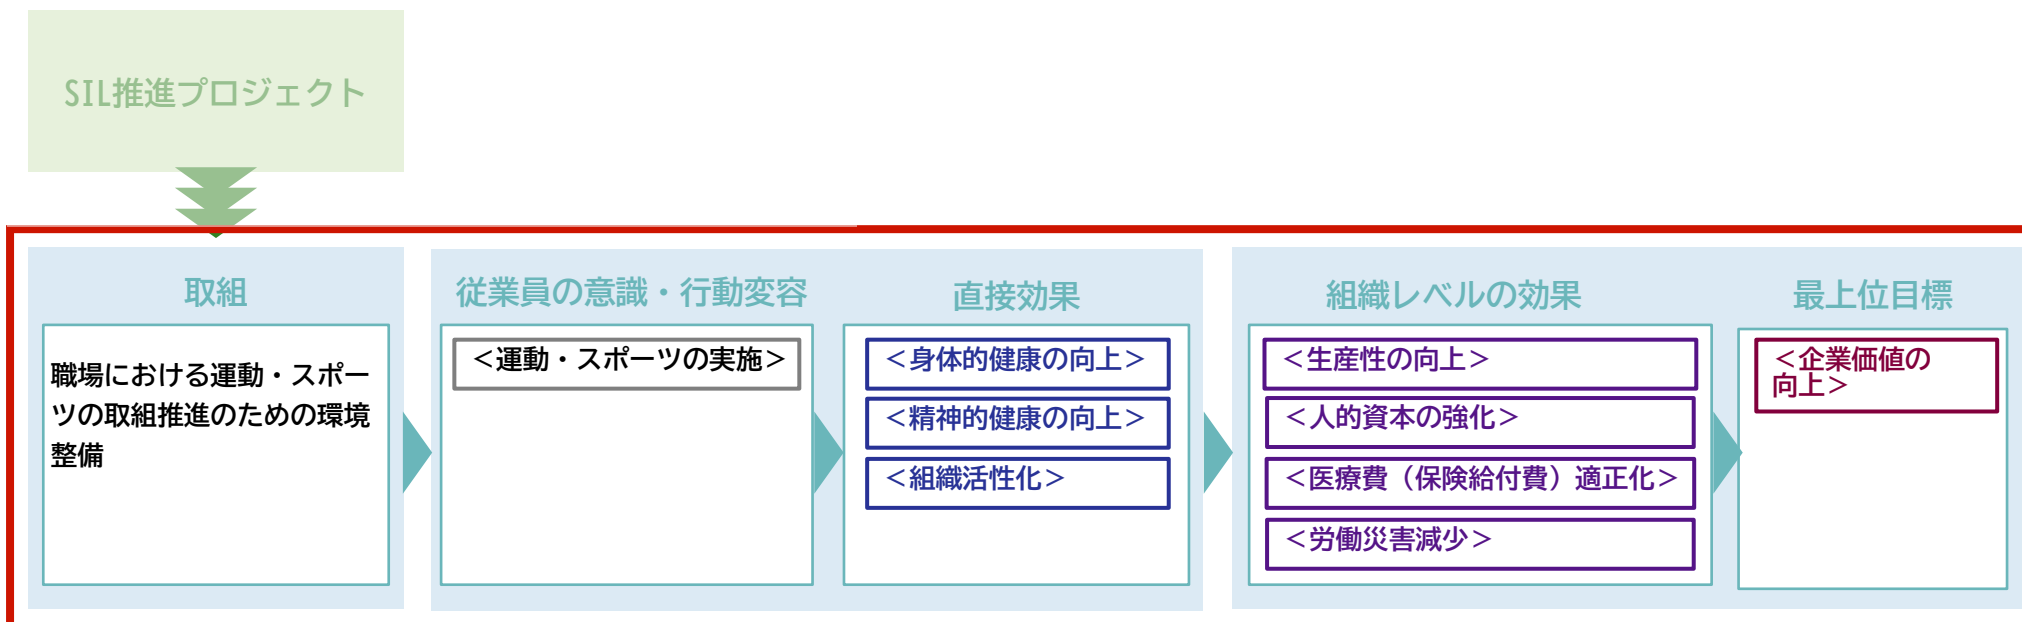 SIL推進プロジェクト
取組
職場における運動・スポー
ツの取組推進のための環境
整備
従業員の意識・行動変容
＜運動・スポーツの実施＞
直接効果
＜身体的健康の向上＞
＜精神的健康の向上＞
＜組織活性化＞
組織レベルの効果
＜生産性の向上＞
＜人的資本の強化＞
＜医療費（保険給付費）適正化＞
＜労働災害減少＞
最上位目標
＜企業価値の
向上＞